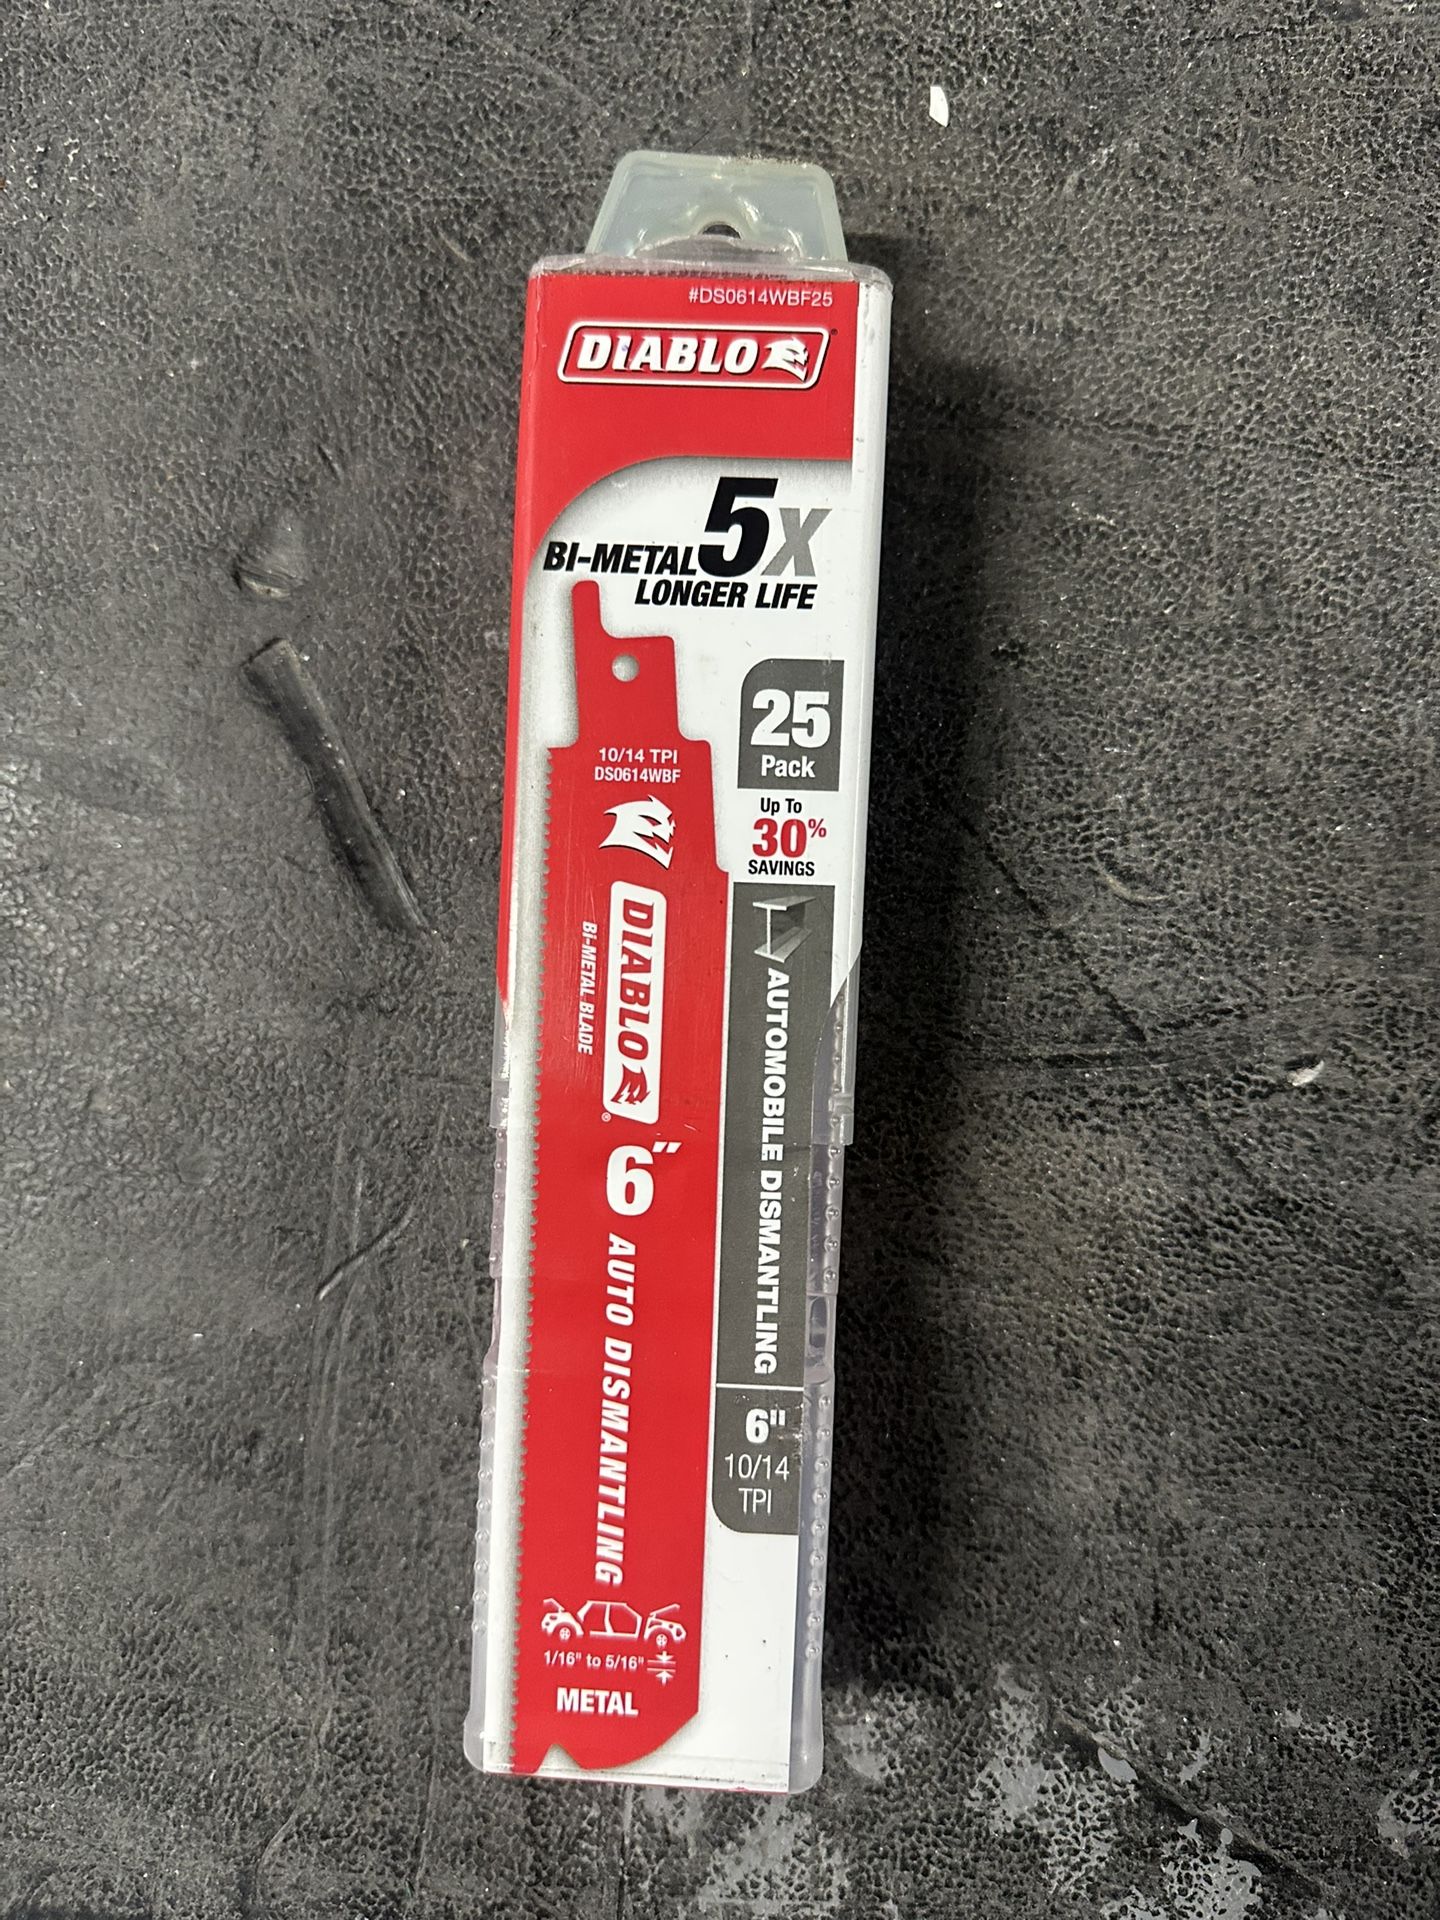 #DS0614WBF25
DIABLO
BI-METAL 5X
LONGER LIFE
25
Pack
Up To
30%
SAVINGS
10/14 TPI
DS0614WBF
DIABLO
Bi-METAL BLADE
6" AUTO DISMANTLING
AUTOMOBILE DISMANTLING
6"
10/14
TPI
1/16" to 5/16"
METAL